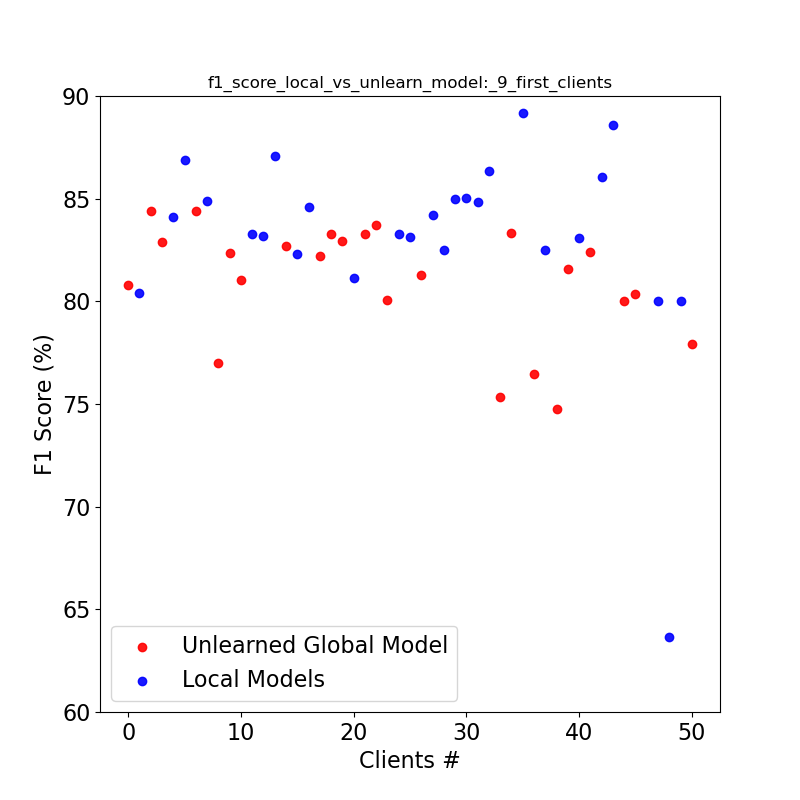 f1_score_local_vs_unlearn_model:_9_first_clients
90
85
80
75
70
65
60
F1 Score (%)
Unlearned Global Model
Local Models
0 10 20 30 40 50
Clients #